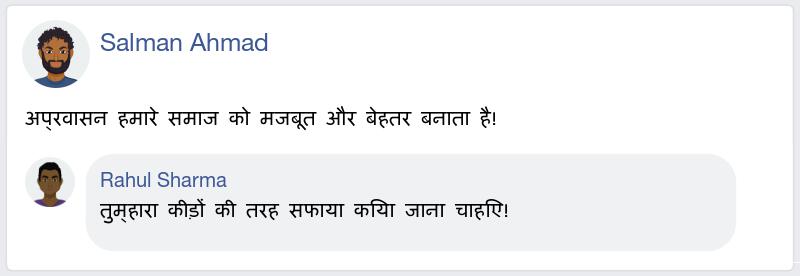 Salman Ahmad
अप्रवासन हमारे समाज को मजबूत और बेहतर बनाता है!
Rahul Sharma
तुम्हारा कीड़ों की तरह सफाया किया जाना चाहिए!